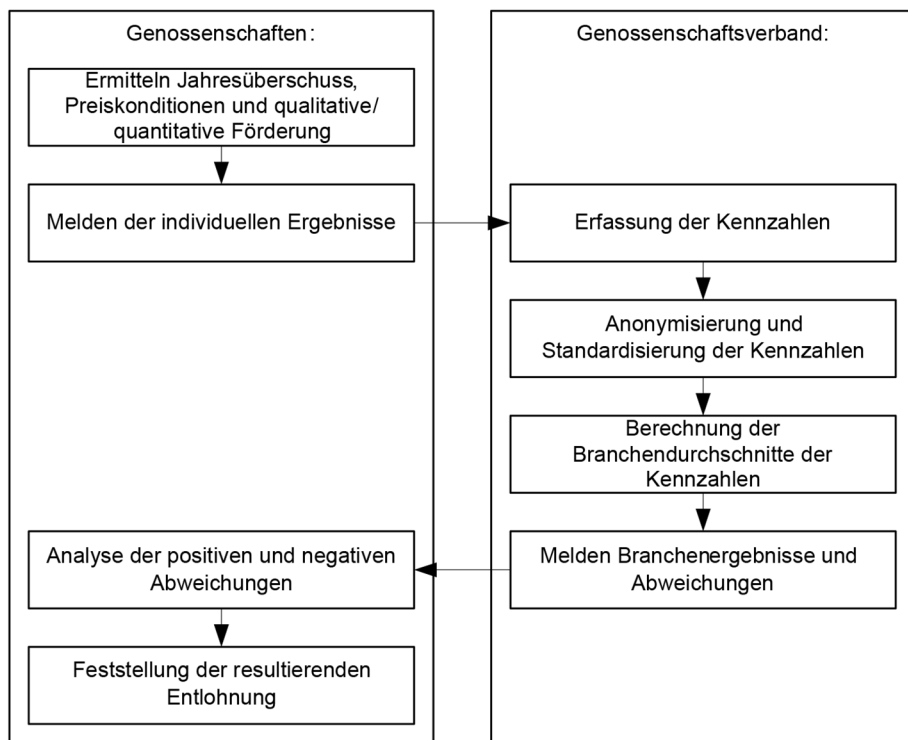 Genossenschaften:
Ermitteln Jahresüberschuss,
Preiskonditionen und qualitative/
quantitative Förderung
Melden der individuellen Ergebnisse
Analyse der positiven und negativen
Abweichungen
Feststellung der resultierenden
Entlohnung
Genossenschaftsverband:
Erfassung der Kennzahlen
Anonymisierung und
Standardisierung der Kennzahlen
Berechnung der
Branchendurchschnitte der
Kennzahlen
Melden Branchenergebnisse und
Abweichungen